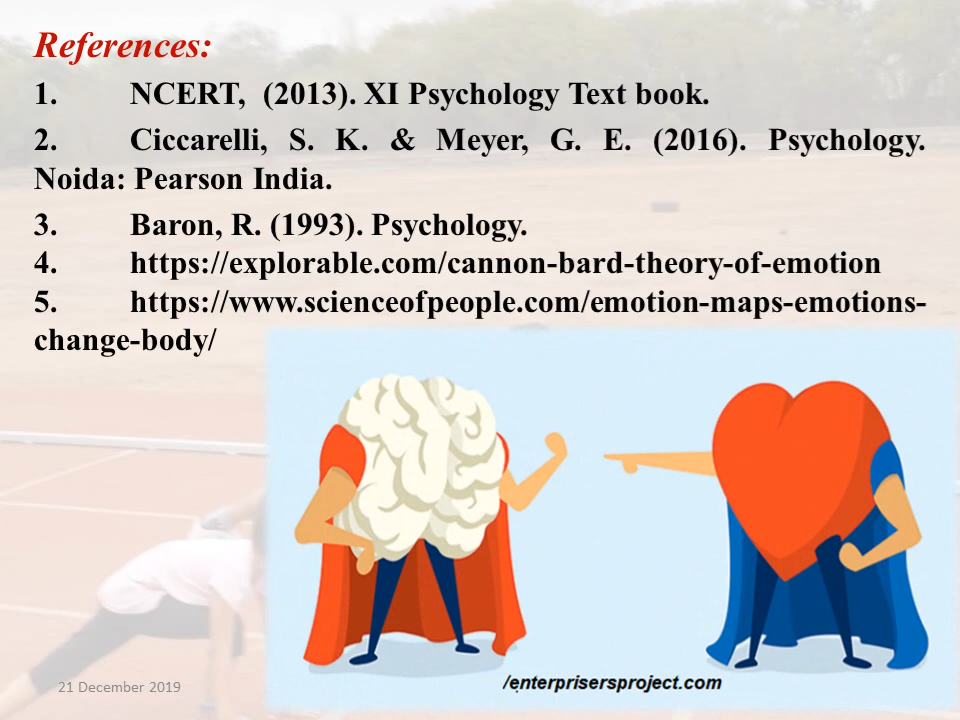 References:
1. NCERT, (2013). XI Psychology Text book.
2. Ciccarelli, S. K. & Meyer, G. E. (2016). Psychology.
Noida: Pearson India.
3. Baron, R. (1993). Psychology.
4. https://explorable.com/cannon-bard-theory-of-emotion
5. https://www.scienceofpeople.com/emotion-maps-emotions-
change-body/
/enterprisersproject.com
21 December 2019